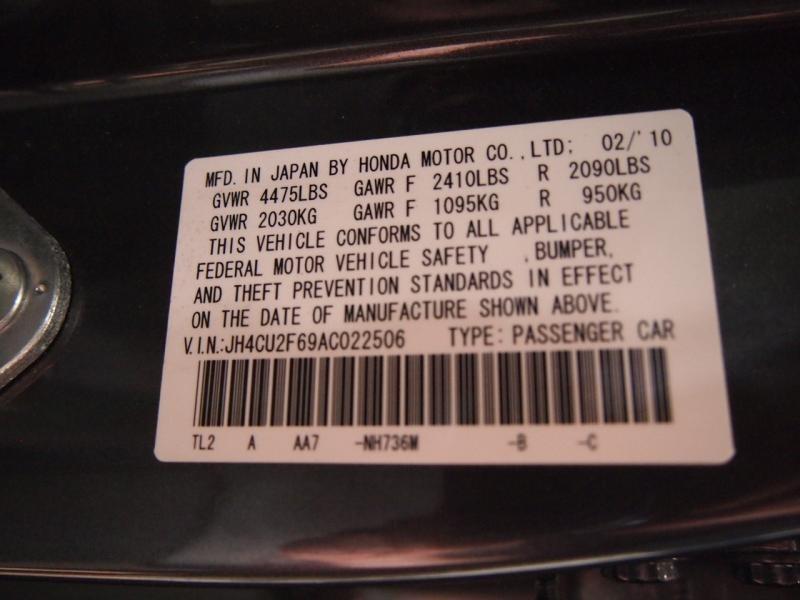 MFD. IN JAPAN BY HONDA MOTOR CO.,LTD; 02/'10
GVWR 4475LBS GAWR F 2410LBS R 2090LBS
GVWR 2030KG GAWR F 1095KG R 950KG
THIS VEHICLE CONFORMS TO ALL APPLICABLE
FEDERAL MOTOR VEHICLE SAFETY ,BUMPER,
AND THEFT PREVENTION STANDARDS IN EFFECT
ON THE DATE OF MANUFACTURE SHOWN ABOVE.
V.I.N.:JH4CU2F69AC022506 TYPE: PASSENGER CAR
TL2 A AA7 -NH736M -B -C